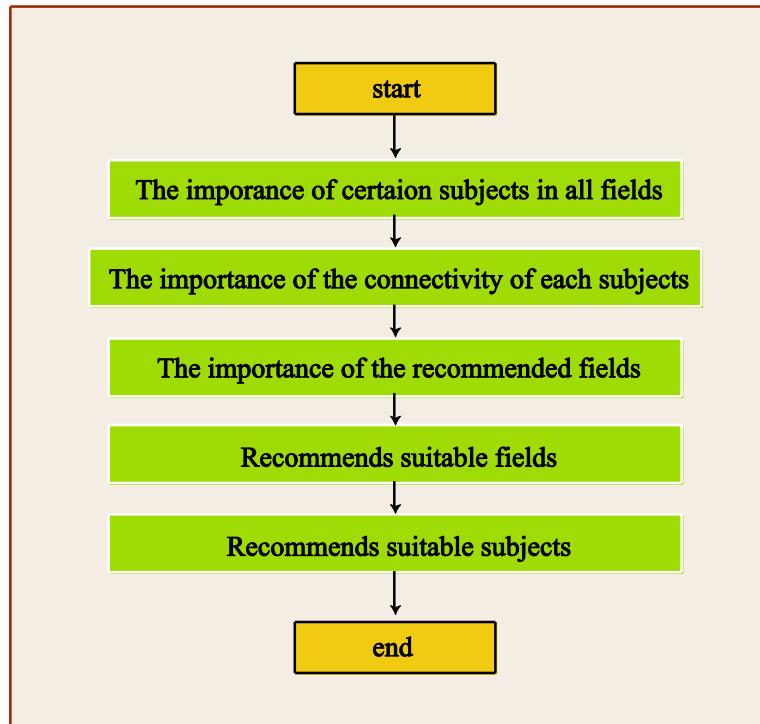 start
The imporance of certaion subjects in all fields
The importance of the connectivity of each subjects
The importance of the recommended fields
Recommends suitable fields
Recommends suitable subjects
end